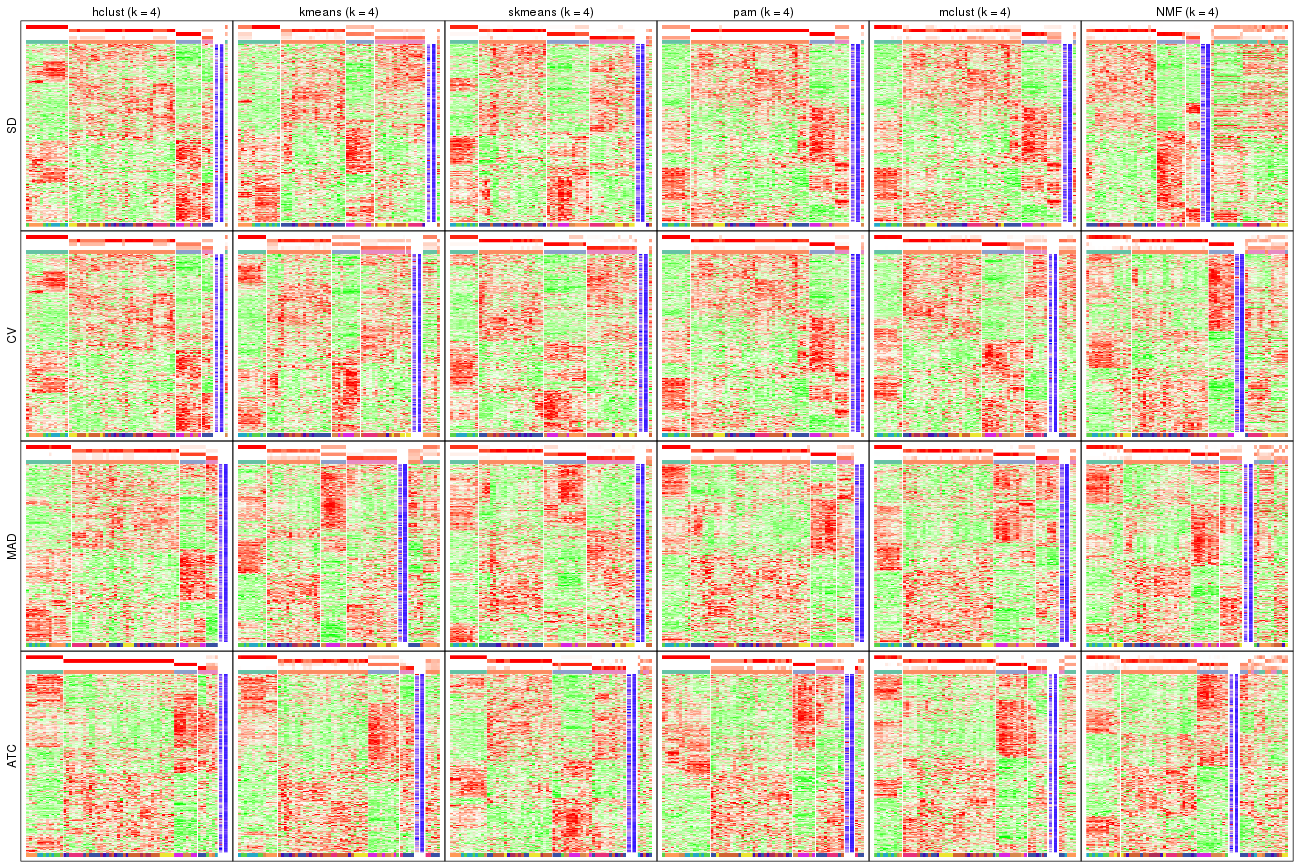 hclust (k = 4) kmeans (k = 4) skmeans (k = 4) pam (k = 4) mclust (k = 4) NMF (k = 4)
SD
CV
MAD
ATC